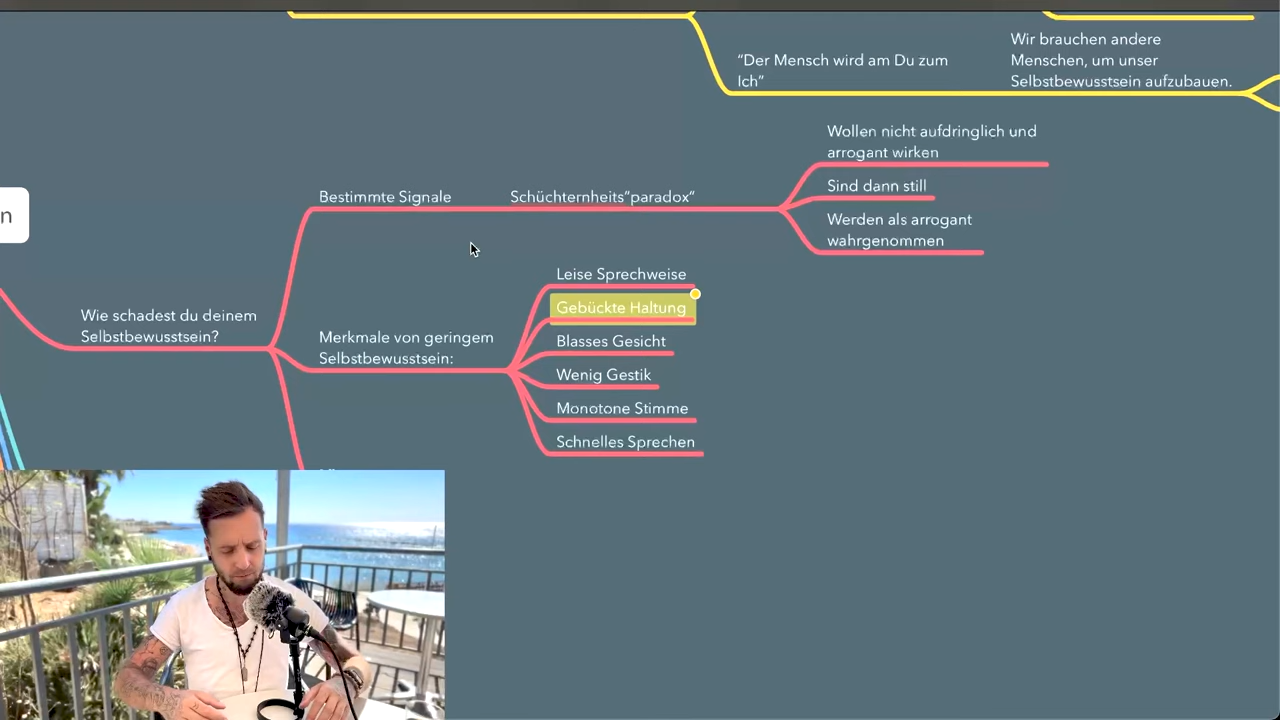 Wir brauchen andere
Menschen, um unser
Selbstbewusstsein aufzubauen.
“Der Mensch wird am Du zum
Ich”
Wollen nicht aufdringlich und
arrogant wirken
Sind dann still
Werden als arrogant
wahrgenommen
Bestimmte Signale
Schüchternheits”paradox”
n
Wie schadest du deinem
Selbstbewusstsein?
Merkmale von geringem
Selbstbewusstsein:
Leise Sprechweise
Gebückte Haltung
Blasses Gesicht
Wenig Gestik
Monotone Stimme
Schnelles Sprechen